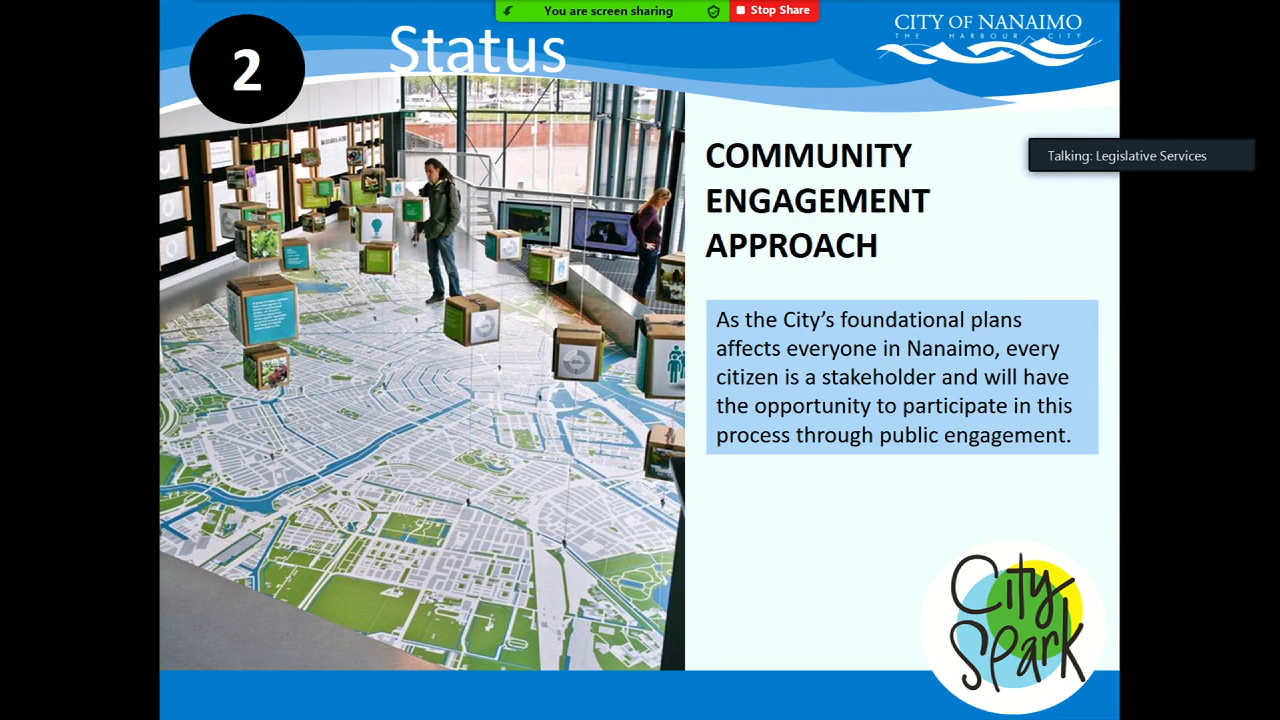 You are screen sharing
Stop Share
2
Status
CITY OF NANAIMO
THE HARBOUR CITY
Talking: Legislative Services
COMMUNITY
ENGAGEMENT
APPROACH
As the City's foundational plans
affects everyone in Nanaimo, every
citizen is a stakeholder and will have
the opportunity to participate in this
process through public engagement.
City
Spark